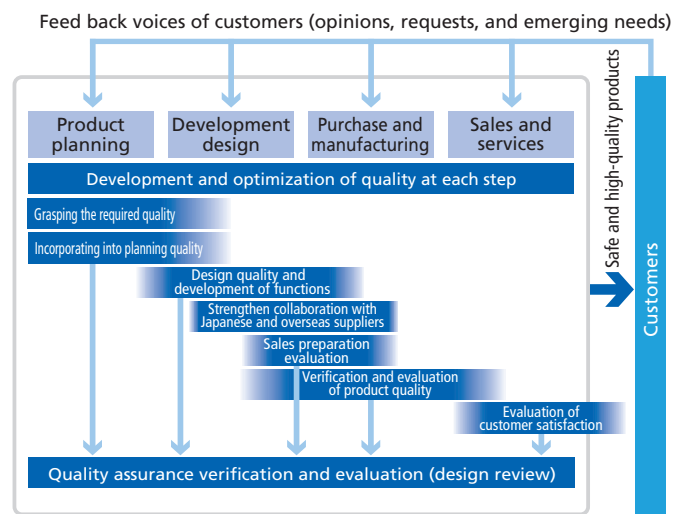 Feed back voices of customers (opinions, requests, and emerging needs)
Product
planning
Development
design
Purchase and
manufacturing
Sales and
services
Development and optimization of quality at each step
Grasping the required quality
Incorporating into planning quality
Design quality and
development of functions
Strengthen collaboration with
Japanese and overseas suppliers
Sales preparation
evaluation
Verification and evaluation
of product quality
Evaluation of
customer satisfaction
Quality assurance verification and evaluation (design review)
Safe and high-quality products
Customers